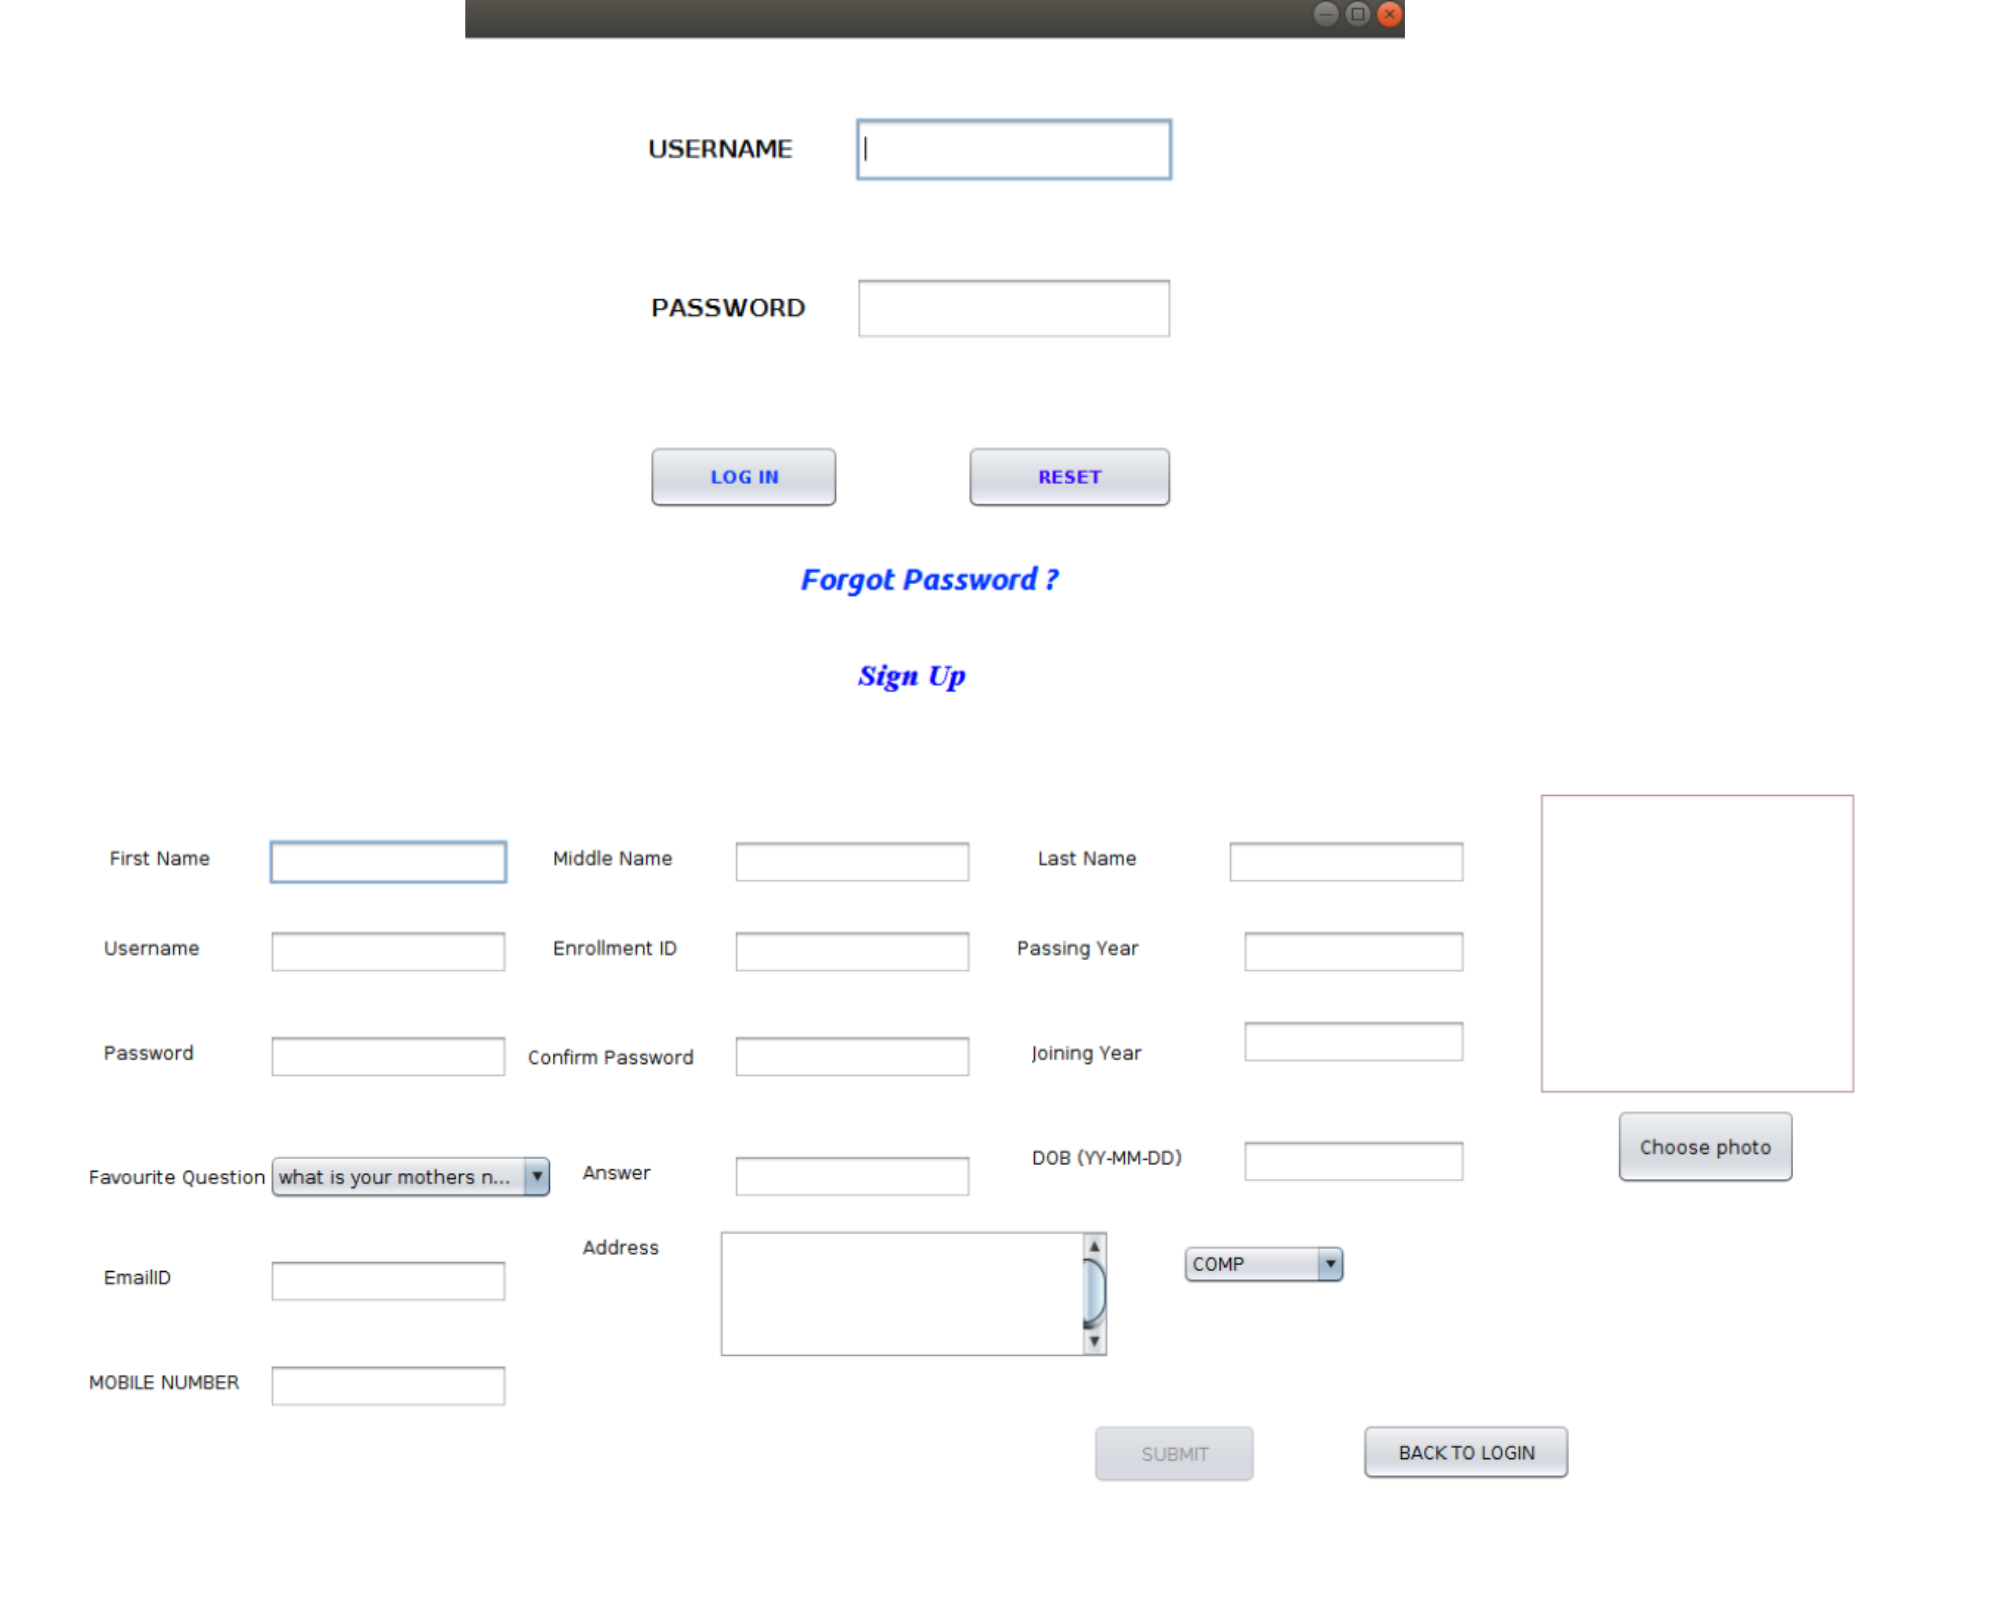 USERNAME
PASSWORD
LOG IN RESET
Forgot Password ?
Sign Up
First Name Middle Name Last Name
Username Enrollment ID Passing Year
Password Confirm Password Joining Year
Choose photo
Favourite Question what is your mothers n... Answer DOB (YY-MM-DD)
Address
EmailID COMP
MOBILE NUMBER
SUBMIT BACK TO LOGIN